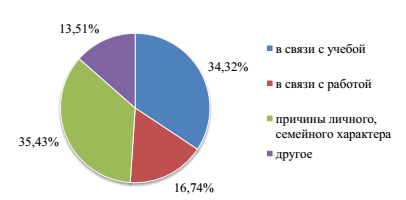 13,51%
34,32%
35,43%
16,74%
в связи с учебой
в связи с работой
причины личного,
семейного характера
другое